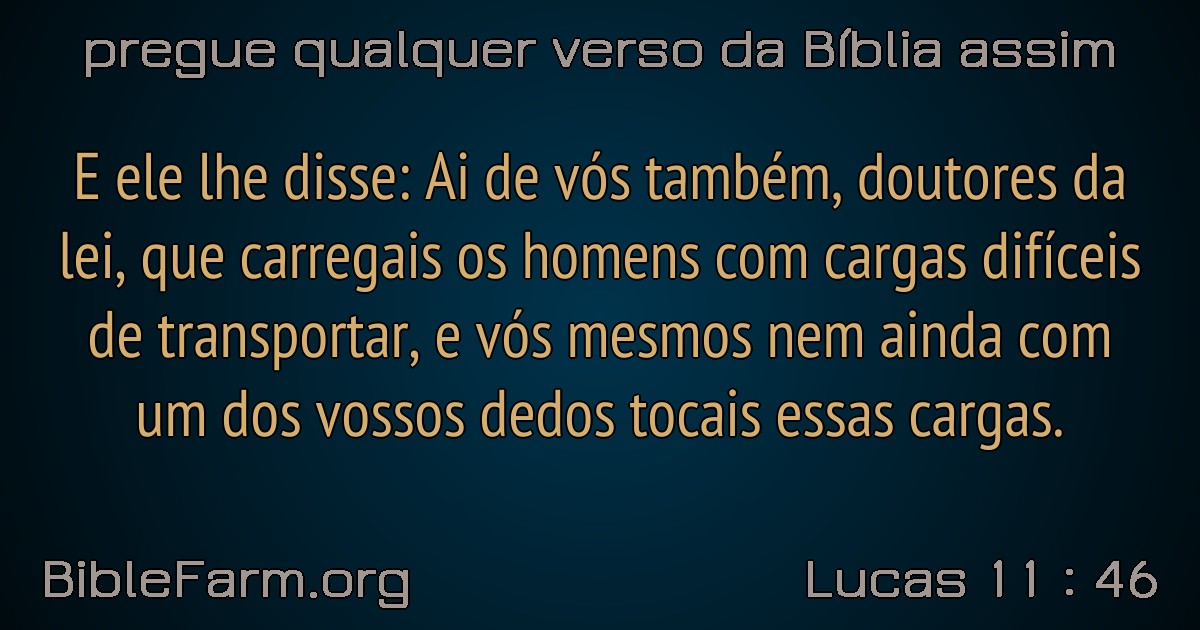 pregue qualquer verso da Bíblia assim
E ele lhe disse: Ai de vós também, doutores da
lei, que carregais os homens com cargas difíceis
de transportar, e vós mesmos nem ainda com
um dos vossos dedos tocais essas cargas.
BibleFarm.org
Lucas 11 : 46